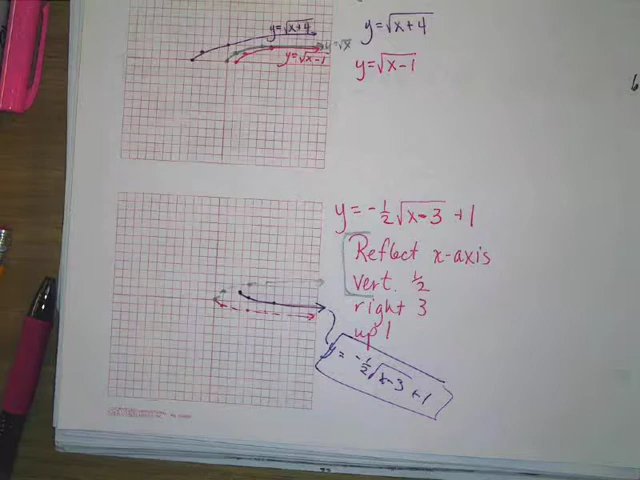 y=√x+4
y=√x+4
y=√x
y=√x-1
y=√x-1
6
y = -1/2√x-3 +1
Reflect x-axis
vert. 1/2
right 3
up 1
y = -1/2√x-3 +1